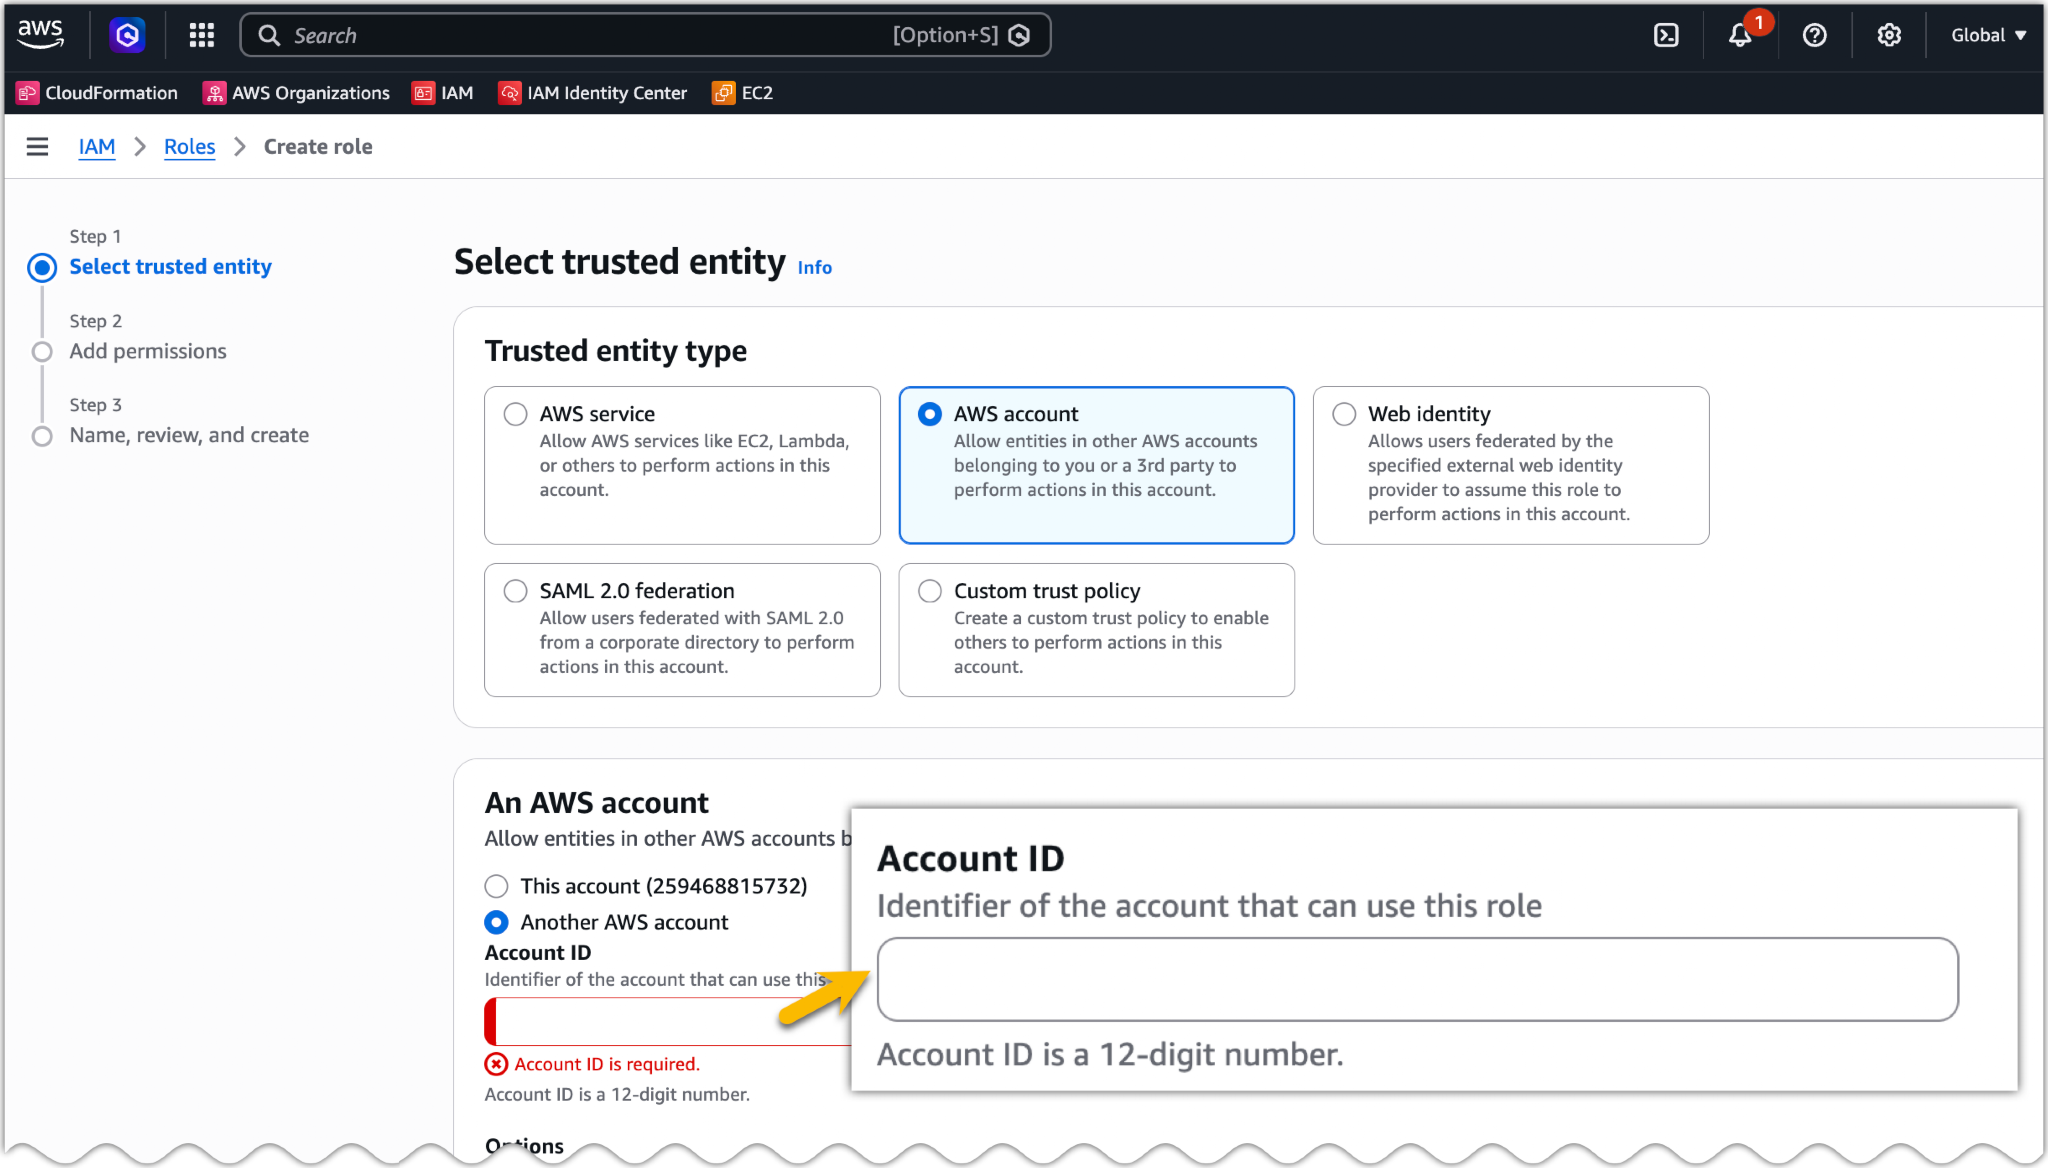 aws
Search [Option+S]
1
Global
CloudFormation
AWS Organizations
IAM
IAM Identity Center
EC2
IAM
Roles
Create role
Step 1
Select trusted entity
Step 2
Add permissions
Step 3
Name, review, and create
Select trusted entity Info
Trusted entity type
AWS service
Allow AWS services like EC2, Lambda,
or others to perform actions in this
account.
AWS account
Allow entities in other AWS accounts
belonging to you or a 3rd party to
perform actions in this account.
Web identity
Allows users federated by the
specified external web identity
provider to assume this role to
perform actions in this account.
SAML 2.0 federation
Allow users federated with SAML 2.0
from a corporate directory to perform
actions in this account.
Custom trust policy
Create a custom trust policy to enable
others to perform actions in this
account.
An AWS account
Allow entities in other AWS accounts b
This account (259468815732)
Another AWS account
Account ID
Identifier of the account that can use this
Account ID is required.
Account ID is a 12-digit number.
Options
Account ID
Identifier of the account that can use this role
Account ID is a 12-digit number.